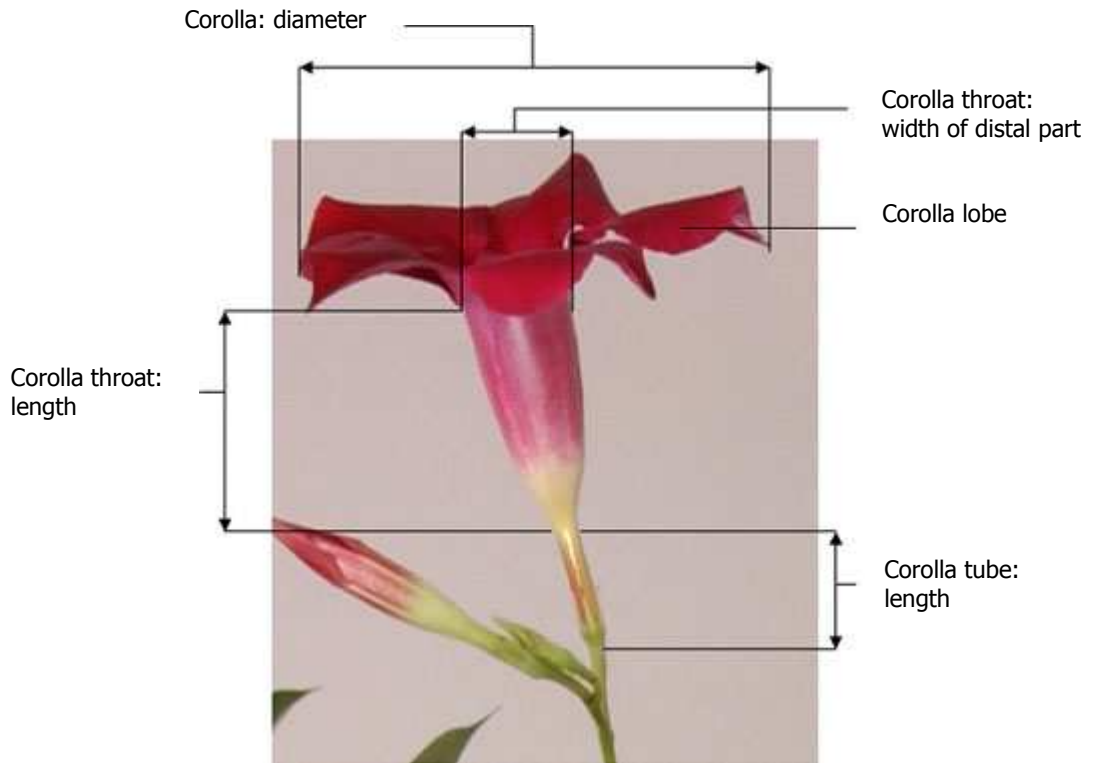 Corolla: diameter
Corolla throat:
width of distal part
Corolla lobe
Corolla throat:
length
Corolla tube:
length